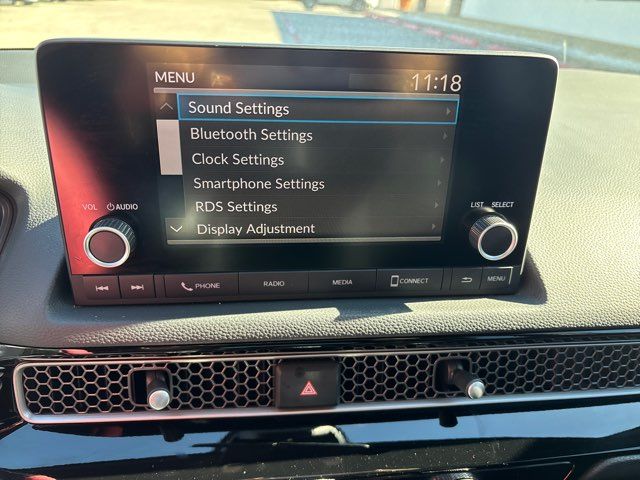 MENU 11:18
Sound Settings
Bluetooth Settings
Clock Settings
Smartphone Settings
RDS Settings
Display Adjustment
VOL AUDIO
LIST SELECT
PHONE RADIO MEDIA CONNECT MENU